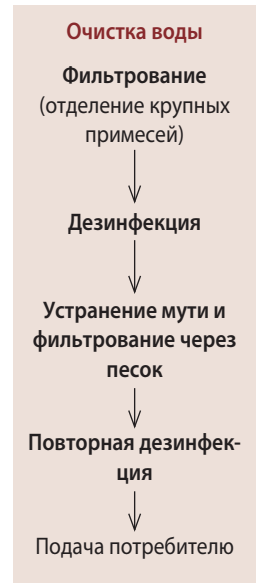 Очистка воды
Фильтрование
(отделение крупных
примесей)
Дезинфекция
Устранение мути и
фильтрование через
песок
Повторная дезинфек-
ция
Подача потребителю